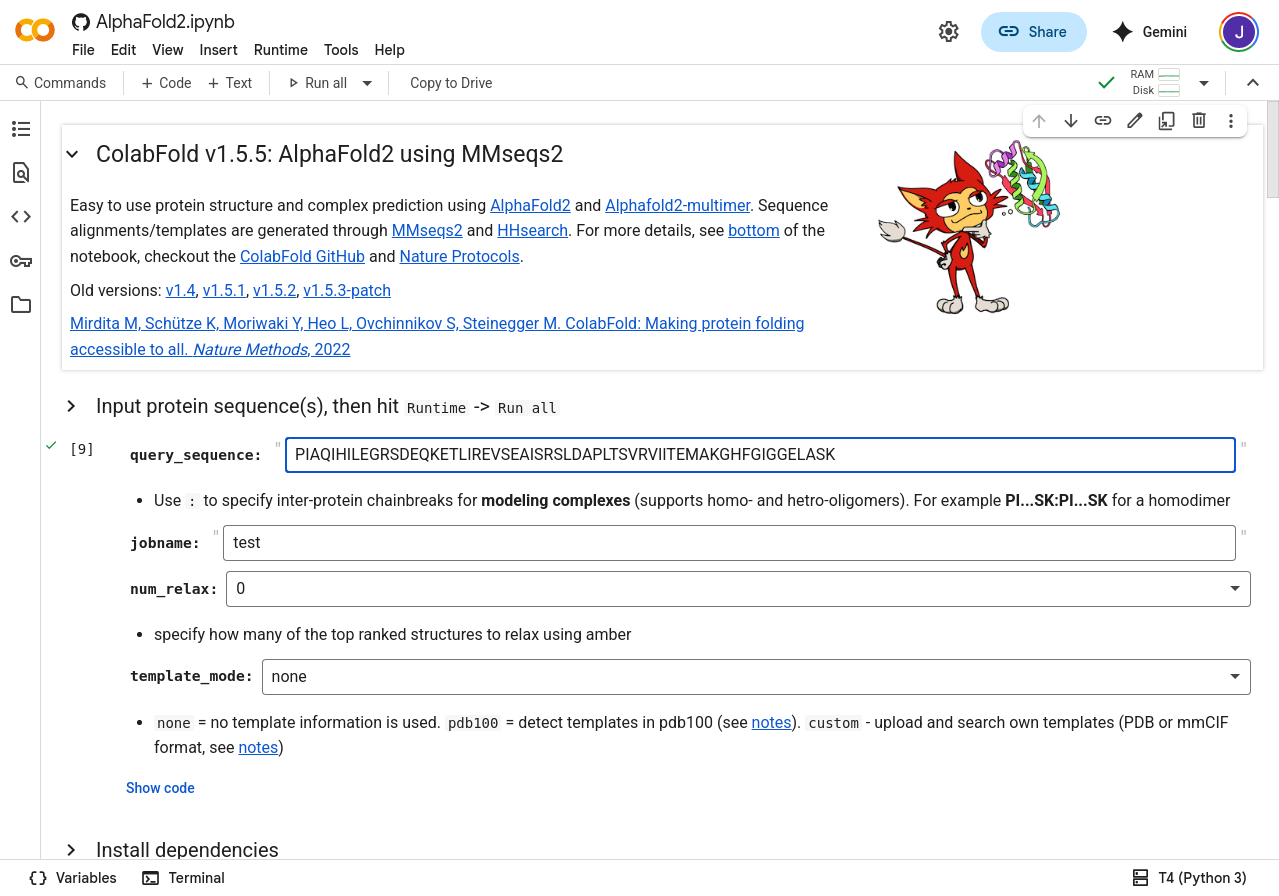 AlphaFold2.ipynb
File Edit View Insert Runtime Tools Help
Share
Gemini
J
Commands + Code + Text Run all Copy to Drive
RAM
Disk
ColabFold v1.5.5: AlphaFold2 using MMseqs2
Easy to use protein structure and complex prediction using AlphaFold2 and Alphafold2-multimer. Sequence
alignments/templates are generated through MMseqs2 and HHsearch. For more details, see bottom of the
notebook, checkout the ColabFold GitHub and Nature Protocols.
Old versions: v1.4, v1.5.1, v1.5.2, v1.5.3-patch
Mirdita M, Schütze K, Moriwaki Y, Heo L, Ovchinnikov S, Steinegger M. ColabFold: Making protein folding
accessible to all. Nature Methods, 2022
Input protein sequence(s), then hit Runtime -> Run all
[9]
query_sequence: " PIAQIHILEGRSDEQKETLIREVSEAISRSLDAPLTSVRVIITEMAKGHFGIGGELASK "
• Use : to specify inter-protein chainbreaks for modeling complexes (supports homo- and hetro-oligomers). For example PI...SK:PI...SK for a homodimer
jobname: " test "
num_relax: 0
• specify how many of the top ranked structures to relax using amber
template_mode: none
• none = no template information is used. pdb100 = detect templates in pdb100 (see notes). custom - upload and search own templates (PDB or mmCIF
format, see notes)
Show code
Install dependencies
Variables Terminal T4 (Python 3)